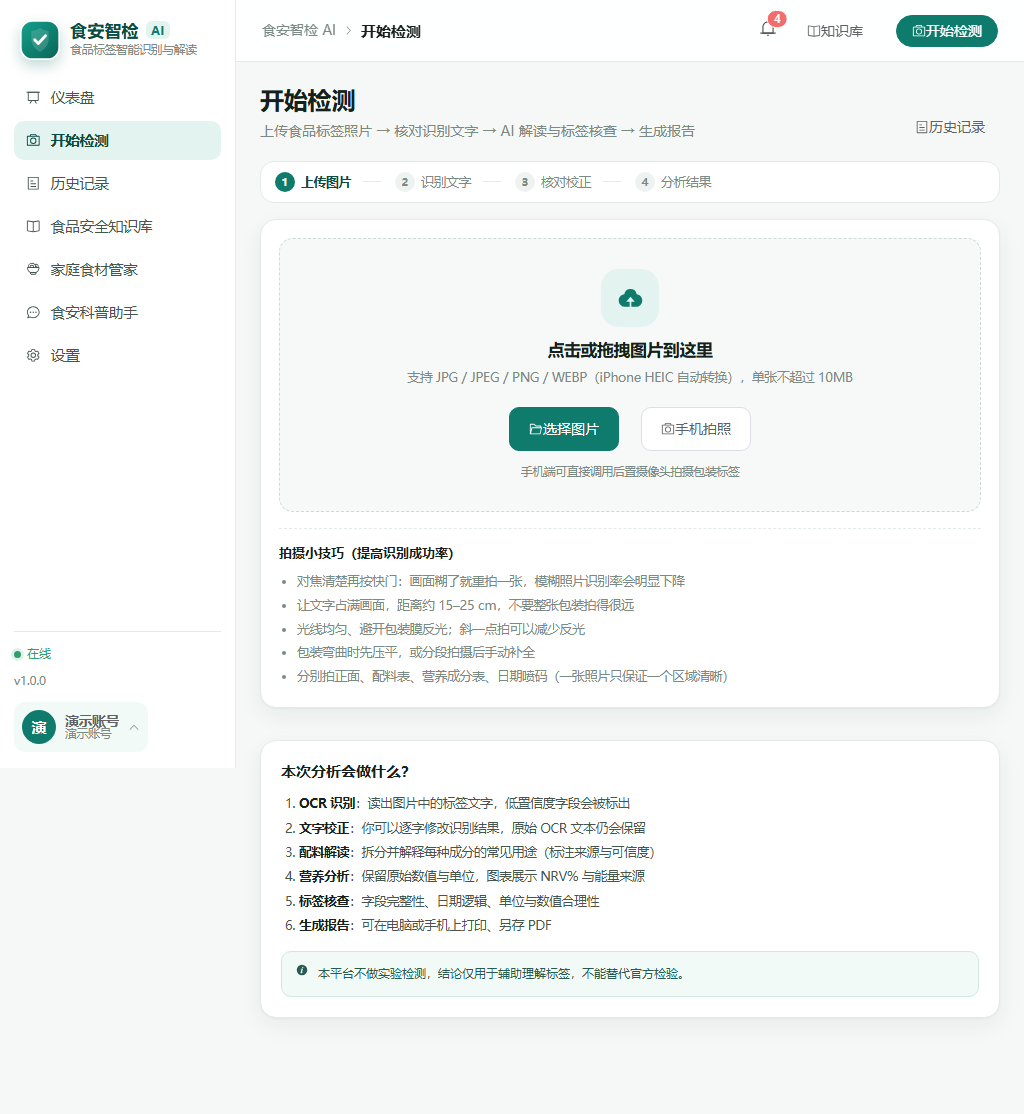 食安智检 AI
食品标签智能识别与解读
仪表盘
开始检测
历史记录
食品安全知识库
家庭食材管家
食安科普助手
设置
在线
v1.0.0
演
演示账号
演示账号
食安智检 AI > 开始检测
4
知识库
开始检测
开始检测
上传食品标签照片 → 核对识别文字 → AI 解读与标签核查 → 生成报告
历史记录
1 上传图片 2 识别文字 3 核对校正 4 分析结果
点击或拖拽图片到这里
支持 JPG / JPEG / PNG / WEBP（iPhone HEIC 自动转换），单张不超过 10MB
选择图片
手机拍照
手机端可直接调用后置摄像头拍摄包装标签
拍摄小技巧（提高识别成功率）
• 对焦清楚再按快门：画面糊了就重拍一张，模糊照片识别率会明显下降
• 让文字占满画面，距离约 15–25 cm，不要整张包装拍得很远
• 光线均匀、避开包装膜反光；斜一点拍可以减少反光
• 包装弯曲时先压平，或分段拍摄后手动补全
• 分别拍正面、配料表、营养成分表、日期喷码（一张照片只保证一个区域清晰）
本次分析会做什么？
1. OCR 识别：读出图片中的标签文字，低置信度字段会被标出
2. 文字校正：你可以逐字修改识别结果，原始 OCR 文本仍会保留
3. 配料解读：拆分并解释每种成分的常见用途（标注来源与可信度）
4. 营养分析：保留原始数值与单位，图表展示 NRV% 与能量来源
5. 标签核查：字段完整性、日期逻辑、单位与数值合理性
6. 生成报告：可在电脑或手机上打印、另存 PDF
本平台不做实验检测，结论仅用于辅助理解标签，不能替代官方检验。